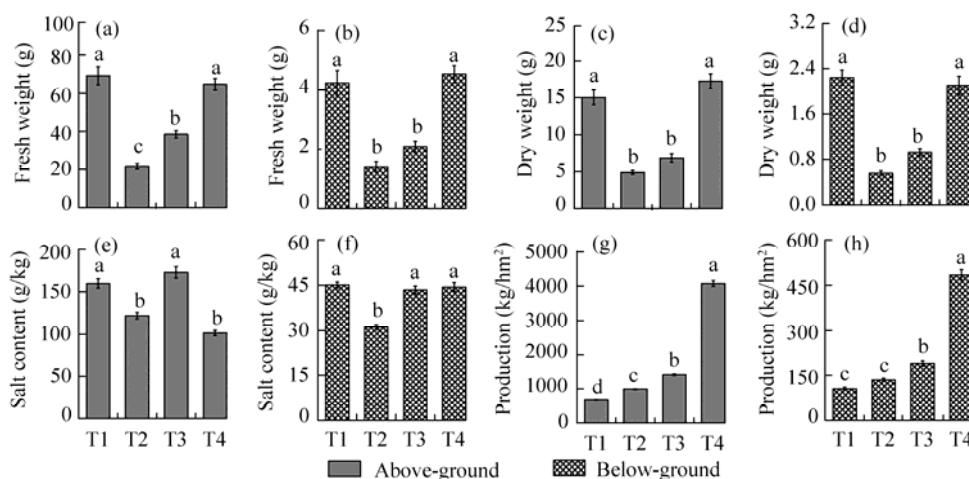 (a) (b) (c) (d)
Fresh weight (g) Fresh weight (g) Dry weight (g) Dry weight (g)
100 6 25 3.2
80 20 2.4
60 4 15 1.6
40 2 10 0.8
20 5
0 0 0 0.0
a c b a
a b b a
a b b a
a b b a
(e) (f) (g) (h)
Salt content (g/kg) Salt content (g/kg) Production (kg/hm²) Production (kg/hm²)
200 60 5000 600
150 45 4000 450
100 30 3000 300
50 15 2000 150
0 0 1000 0
0
a b a b
a b a a
d c b a
c c b a
T1 T2 T3 T4 T1 T2 T3 T4 T1 T2 T3 T4 T1 T2 T3 T4
Above-ground Below-ground